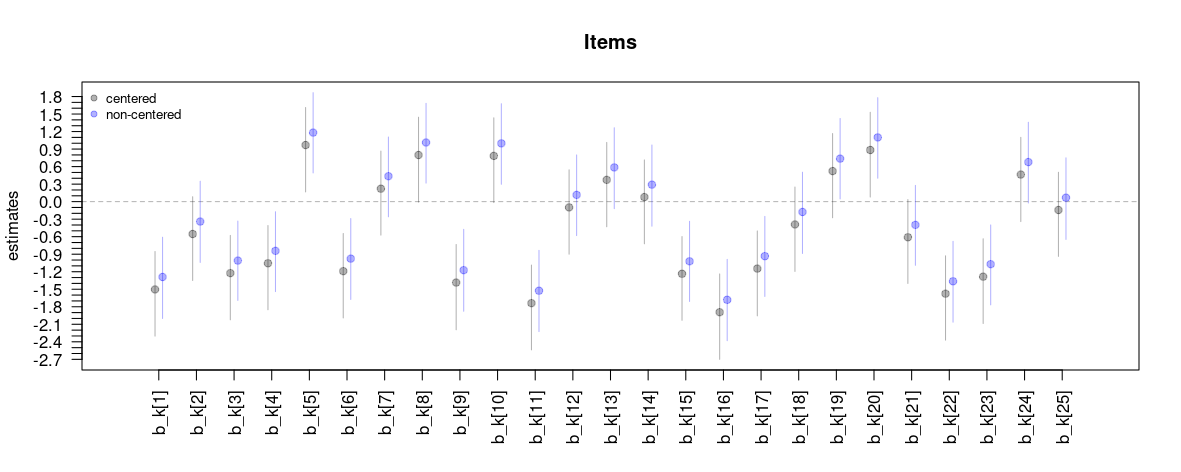 Items
centered
non-centered
estimates
1.8
1.5
1.2
0.9
0.6
0.3
0.0
-0.3
-0.6
-0.9
-1.2
-1.5
-1.8
-2.1
-2.4
-2.7
b_k[1]
b_k[2]
b_k[3]
b_k[4]
b_k[5]
b_k[6]
b_k[7]
b_k[8]
b_k[9]
b_k[10]
b_k[11]
b_k[12]
b_k[13]
b_k[14]
b_k[15]
b_k[16]
b_k[17]
b_k[18]
b_k[19]
b_k[20]
b_k[21]
b_k[22]
b_k[23]
b_k[24]
b_k[25]